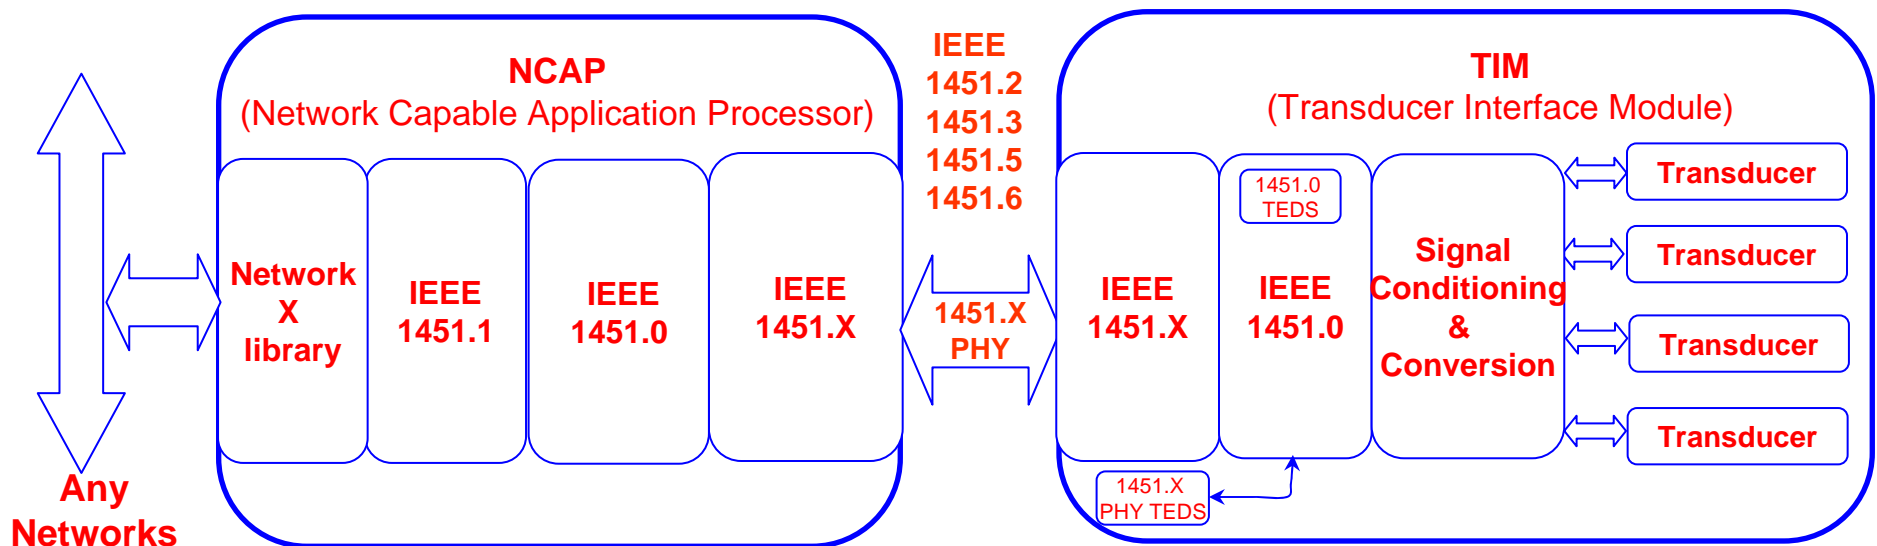 Any
Networks
NCAP
(Network Capable Application Processor)
Network
X
library
IEEE
1451.1
IEEE
1451.0
IEEE
1451.X
IEEE
1451.2
1451.3
1451.5
1451.6
1451.X
PHY
TIM
(Transducer Interface Module)
IEEE
1451.X
1451.0
TEDS
IEEE
1451.0
1451.X
PHY TEDS
Signal
Conditioning
&
Conversion
Transducer
Transducer
Transducer
Transducer